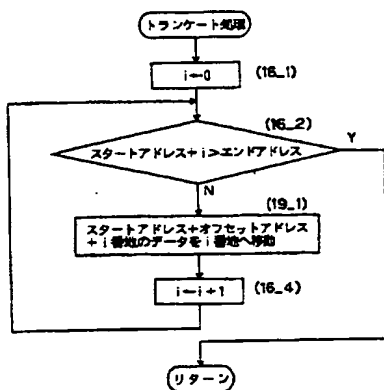 トランケート処理
i←0
(16_1)
(16_2)
スタートアドレス+i>エンドアドレス
Y
N
(19_1)
スタートアドレス+オフセットアドレス
+i番地のデータをi番地へ移動
i←i+1
(16_4)
リターン